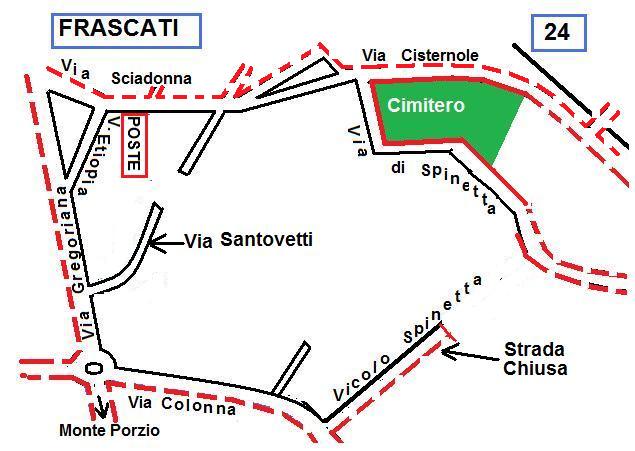 FRASCATI
24
Via
Sciadonna
Via Cisternole
Cimitero
POSTE
V. Etiopia
Via
di Spinetta
Via Gregoriana
Via Santovetti
Vicolo Spinetta
Strada
Chiusa
O
Via Colonna
Monte Porzio